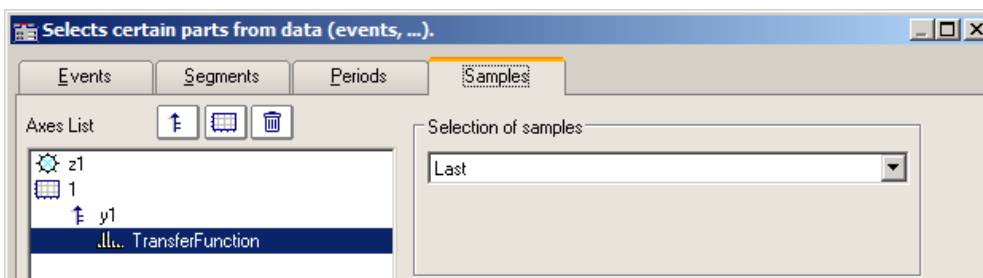 Selects certain parts from data (events, ...).
Events Segments Periods Samples
Axes List
Selection of samples
z1
Last
1
y1
TransferFunction